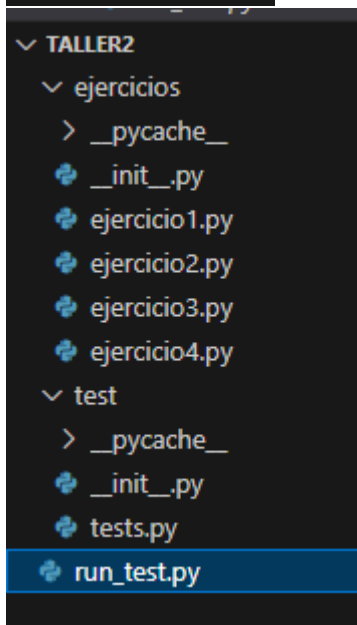 TALLER2
ejercicios
__pycache__
__init__.py
ejercicio1.py
ejercicio2.py
ejercicio3.py
ejercicio4.py
test
__pycache__
__init__.py
tests.py
run_test.py